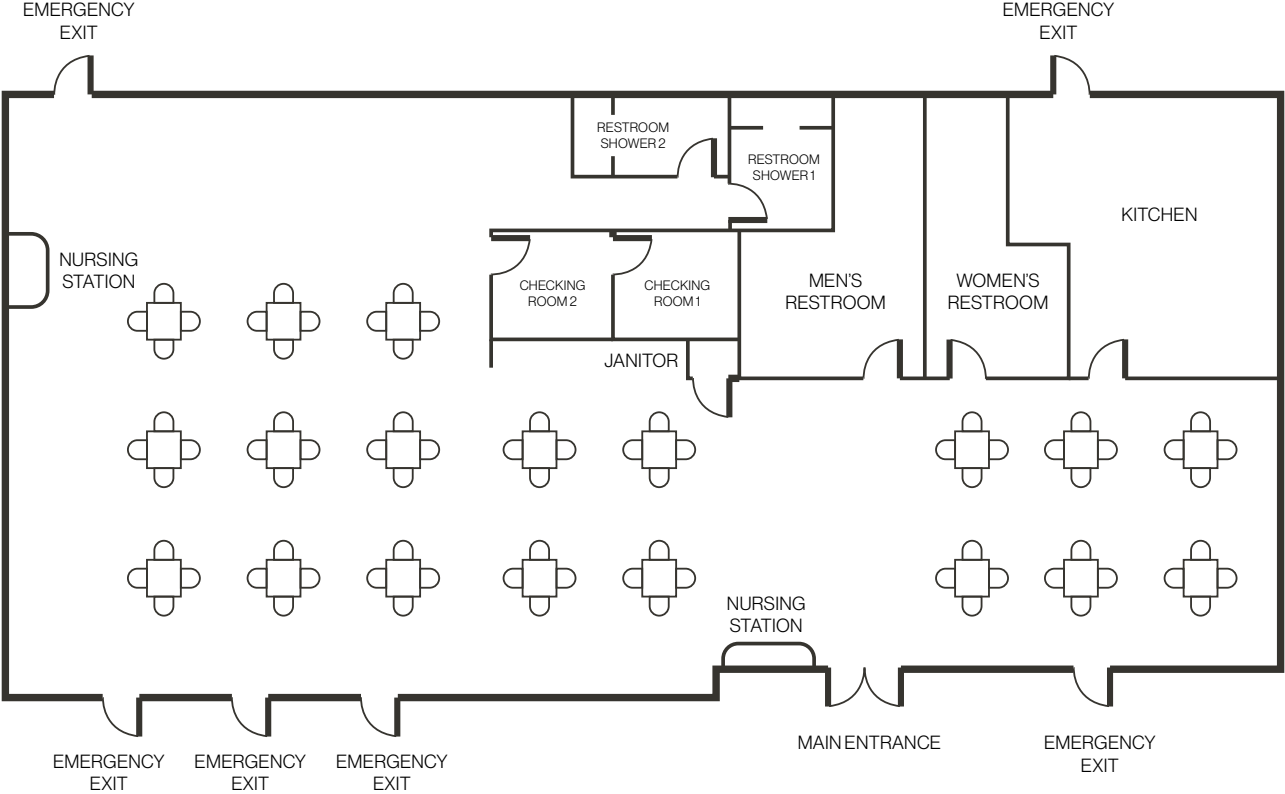 EMERGENCY
EXIT
EMERGENCY
EXIT
RESTROOM
SHOWER 2
RESTROOM
SHOWER 1
KITCHEN
NURSING
STATION
CHECKING
ROOM 2
CHECKING
ROOM 1
MEN'S
RESTROOM
WOMEN'S
RESTROOM
JANITOR
NURSING
STATION
MAIN ENTRANCE
EMERGENCY
EXIT
EMERGENCY
EXIT
EMERGENCY
EXIT
EMERGENCY
EXIT